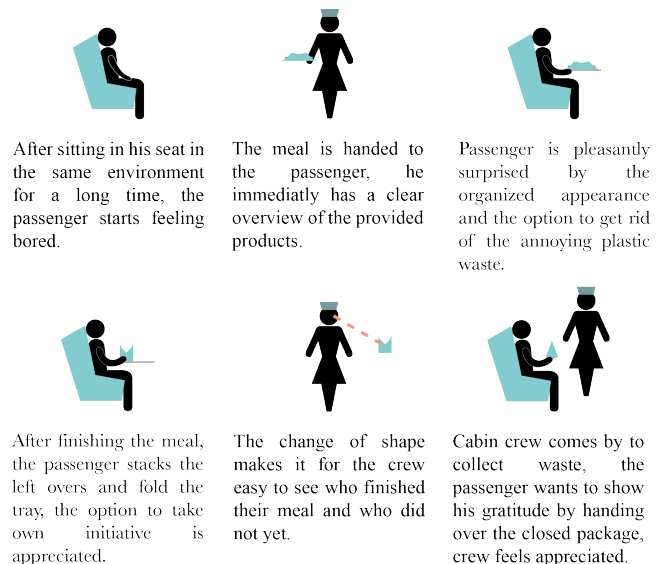 After sitting in his seat in
the same environment
for a long time, the
passenger starts feeling
bored.
The meal is handed to
the passenger, he
immediatly has a clear
overview of the provided
products.
Passenger is pleasantly
surprised by the
organized appearance
and the option to get rid
of the annoying plastic
waste.
After finishing the meal,
the passenger stacks the
left overs and fold the
tray, the option to take
own initiative is
appreciated.
The change of shape
makes it for the crew
easy to see who finished
their meal and who did
not yet.
Cabin crew comes by to
collect waste, the
passenger wants to show
his gratitude by handing
over the closed package,
crew feels appreciated.